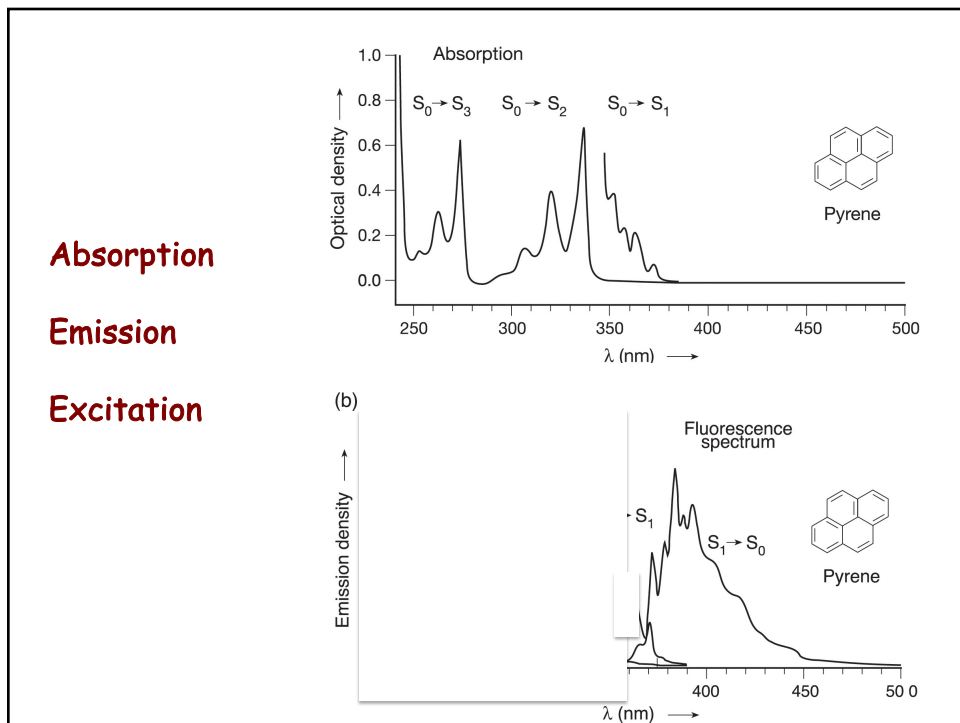 Absorption
Emission
Excitation
Absorption
S0 → S3 S0 → S2 S0 → S1
Optical density →
1.0
0.8
0.6
0.4
0.2
0.0
Pyrene
250 300 350 400 450 500
λ (nm) →
(b)
Fluorescence
spectrum
Emission density →
→ S1
S1 → S0
Pyrene
400 450 50 0
λ (nm) →